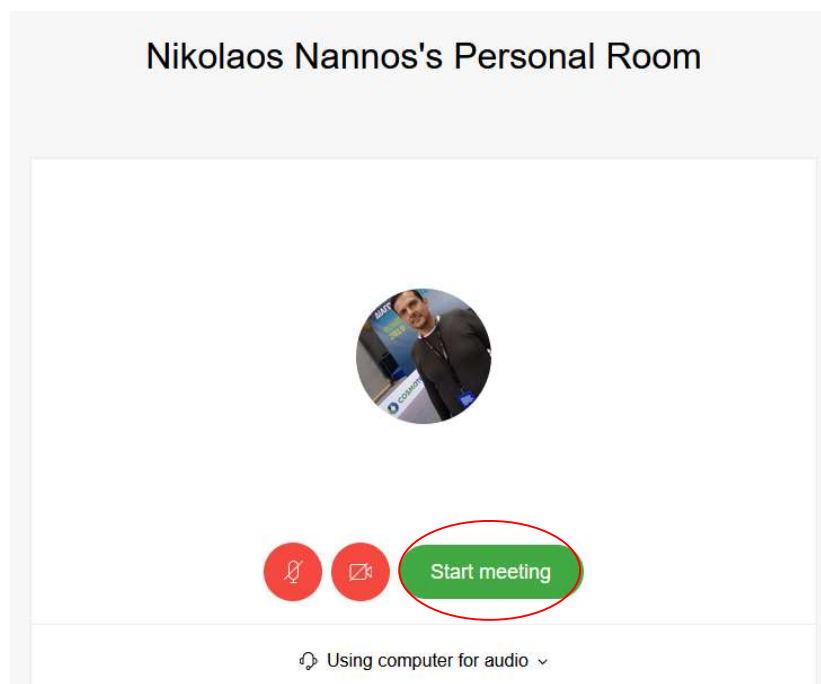 Nikolaos Nannos's Personal Room
Start meeting
Using computer for audio